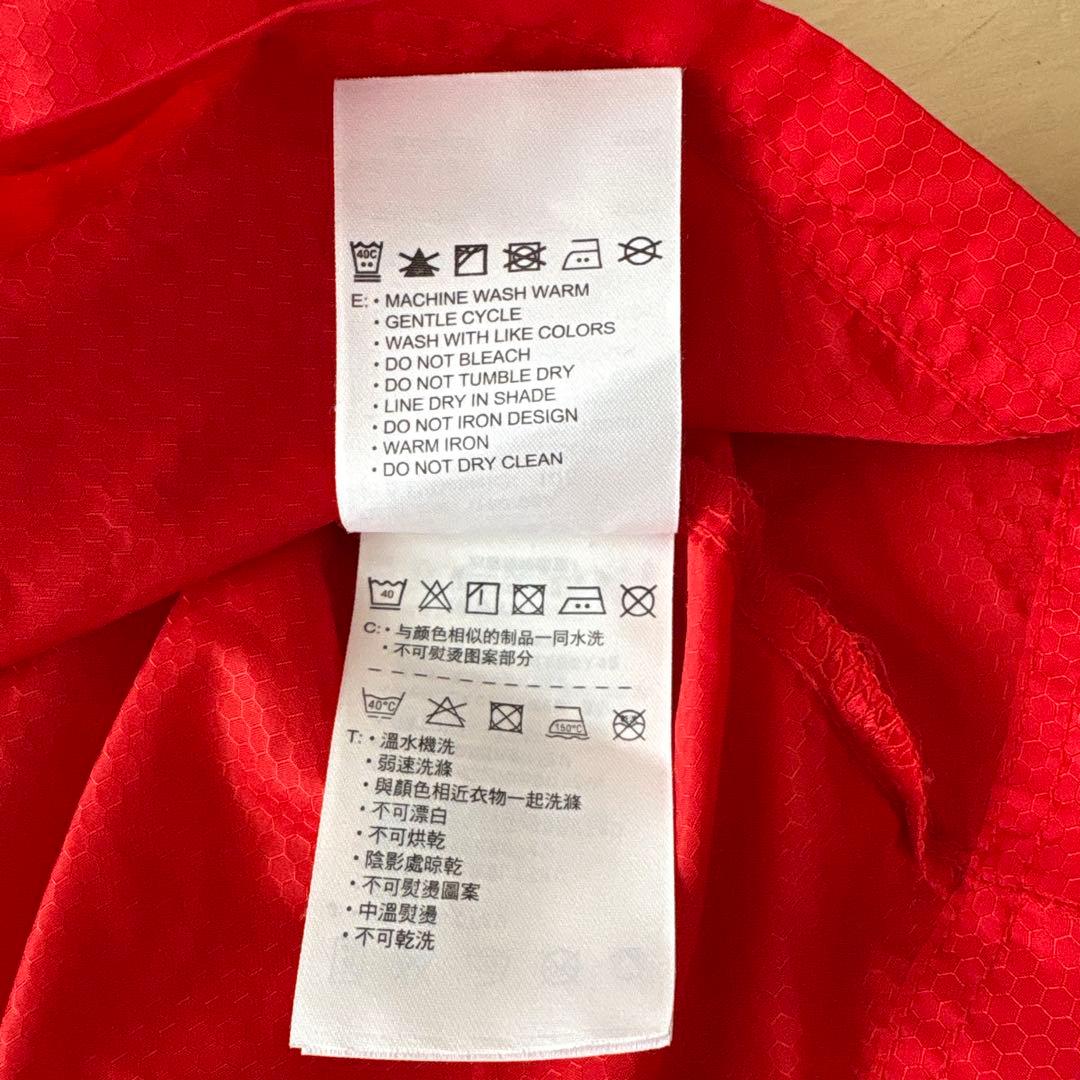 40C
E: • MACHINE WASH WARM
• GENTLE CYCLE
• WASH WITH LIKE COLORS
• DO NOT BLEACH
• DO NOT TUMBLE DRY
• LINE DRY IN SHADE
• DO NOT IRON DESIGN
• WARM IRON
• DO NOT DRY CLEAN
40
C: • 与颜色相似的制品一同水洗
• 不可熨烫图案部分
40°C 150°C
T: • 溫水機洗
• 弱速洗滌
• 與顏色相近衣物一起洗滌
• 不可漂白
• 不可烘乾
• 陰影處晾乾
• 不可熨燙圖案
• 中溫熨燙
• 不可乾洗